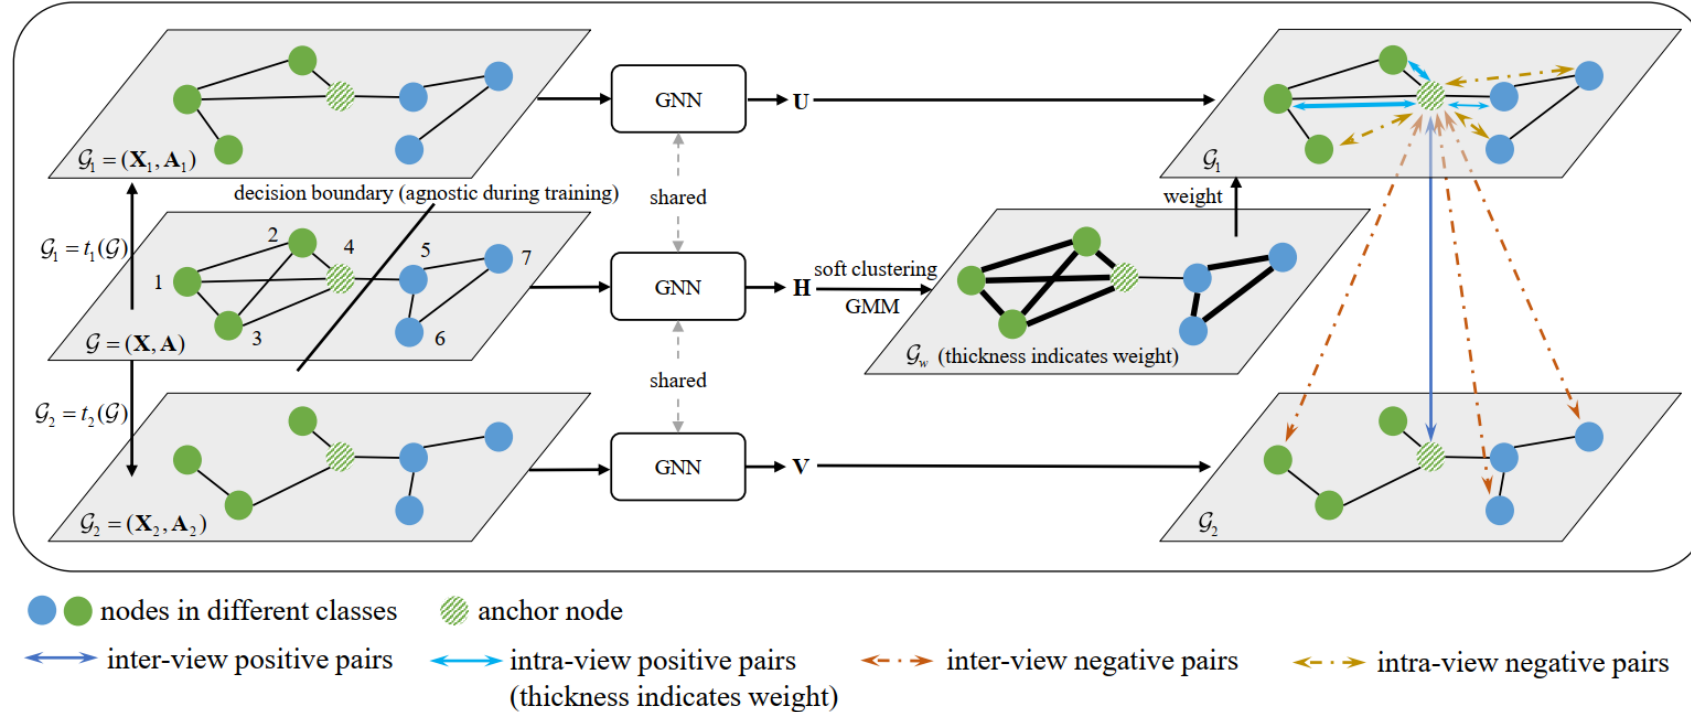 GNN
U
𝒢₁ = (X₁, A₁)
𝒢₁
decision boundary (agnostic during training)
shared
weight
𝒢₁ = t₁(𝒢)
2
4
5
7
1
GNN
H
soft clustering
GMM
3
6
𝒢 = (X, A)
𝒢w (thickness indicates weight)
shared
𝒢₂ = t₂(𝒢)
GNN
V
𝒢₂ = (X₂, A₂)
𝒢₂
nodes in different classes
anchor node
inter-view positive pairs
intra-view positive pairs
(thickness indicates weight)
inter-view negative pairs
intra-view negative pairs